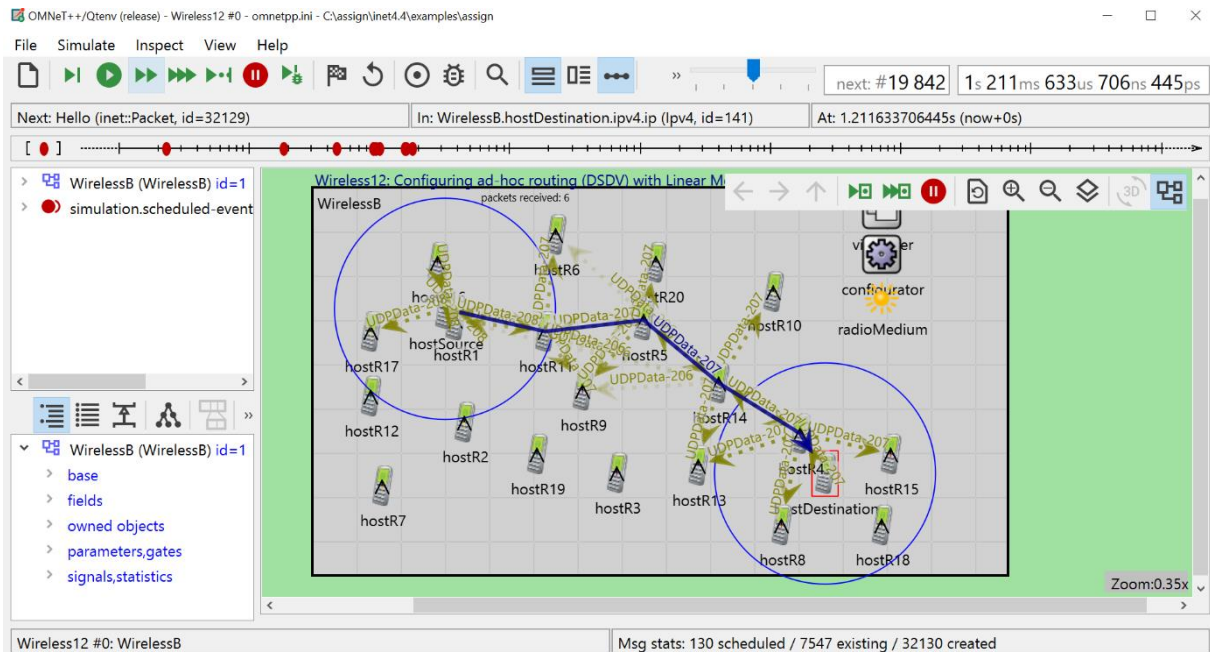 OMNeT++/Qtenv (release) - Wireless12 #0 - omnetpp.ini - C:\assign\inet4.4\examples\assign
File Simulate Inspect View Help
next: #19 842
1s 211ms 633us 706ns 445ps
Next: Hello (inet::Packet, id=32129)
In: WirelessB.hostDestination.ipv4.ip (Ipv4, id=141)
At: 1.211633706445s (now+0s)
WirelessB (WirelessB) id=1
simulation.scheduled-event
WirelessB (WirelessB) id=1
base
fields
owned objects
parameters,gates
signals,statistics
Wireless12: Configuring ad-hoc routing (DSDV) with Linear M
3D
WirelessB
packets received: 6
hostR6
configurator
radioMedium
hostR10
hostSource
hostR1
hostR5
hostR17
UDPData-208
UDPData-207
UDPData-206
UDPData-207
hostR14
hostR12
hostR9
hostR2
hostR19
hostR3
hostR13
hostR15
stDestination
hostR7
hostR8
hostR18
Zoom:0.35x
Wireless12 #0: WirelessB
Msg stats: 130 scheduled / 7547 existing / 32130 created